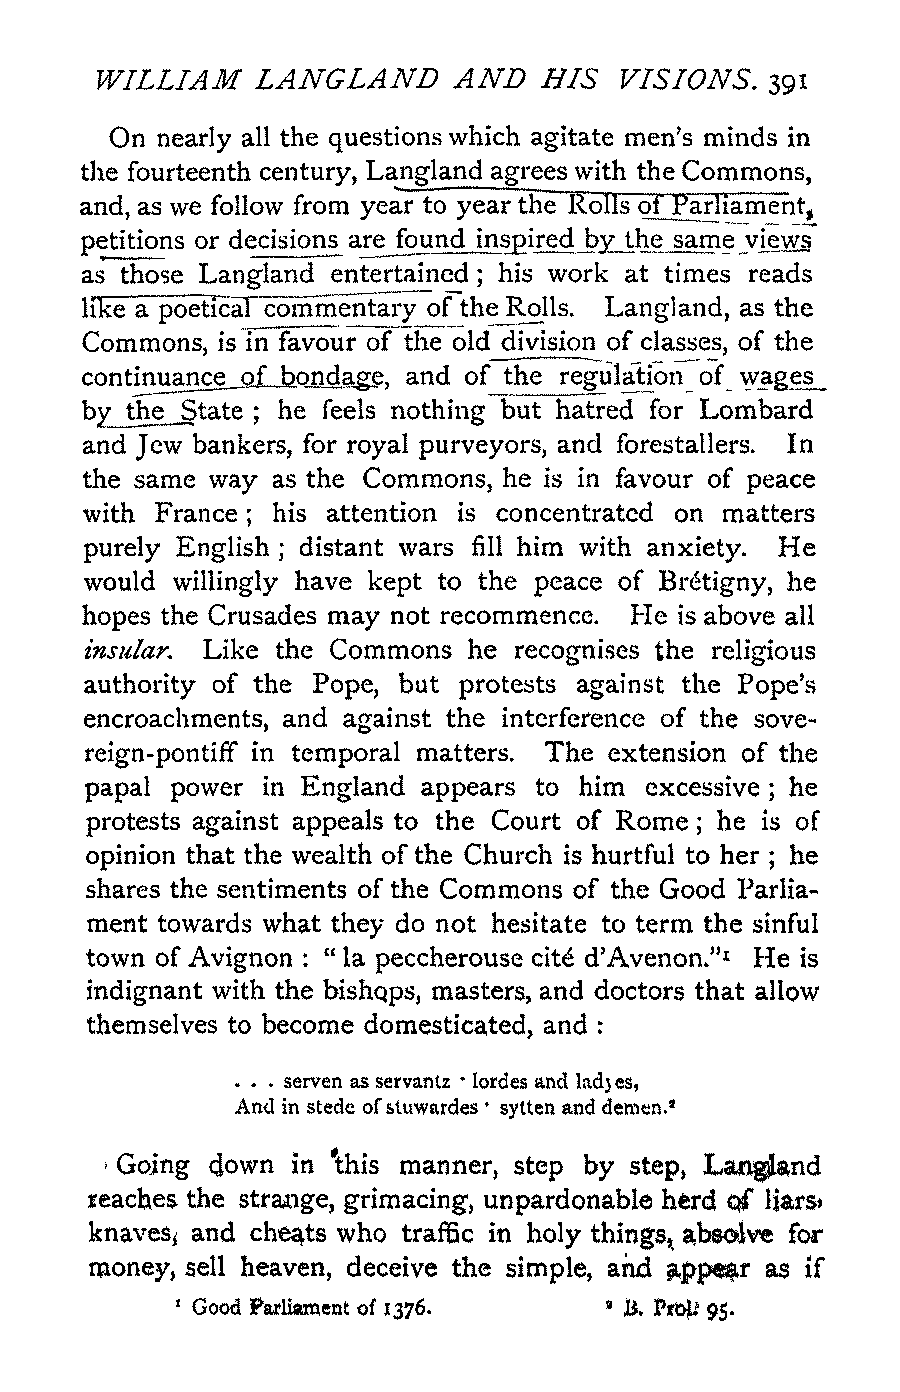 WILLIAM LANGLAND AND HIS VISIONS. 391
On nearly all the questions which agitate men's minds in
the fourteenth century, Langland agrees with the Commons,
and, as we follow from year to year the Rolls of Parliament,
petitions or decisions are found inspired by the same views
as those Langland entertained ; his work at times reads
like a poetical commentary of the Rolls. Langland, as the
Commons, is in favour of the old division of classes, of the
continuance of bondage, and of the regulation of wages
by the State ; he feels nothing but hatred for Lombard
and Jew bankers, for royal purveyors, and forestallers. In
the same way as the Commons, he is in favour of peace
with France ; his attention is concentrated on matters
purely English ; distant wars fill him with anxiety. He
would willingly have kept to the peace of Brétigny, he
hopes the Crusades may not recommence. He is above all
insular. Like the Commons he recognises the religious
authority of the Pope, but protests against the Pope's
encroachments, and against the interference of the sove-
reign-pontiff in temporal matters. The extension of the
papal power in England appears to him excessive ; he
protests against appeals to the Court of Rome ; he is of
opinion that the wealth of the Church is hurtful to her ; he
shares the sentiments of the Commons of the Good Parlia-
ment towards what they do not hesitate to term the sinful
town of Avignon : “ la peccherouse cité d'Avenon.”¹ He is
indignant with the bishops, masters, and doctors that allow
themselves to become domesticated, and :
. . . serven as servantz · lordes and ladyes,
And in stede of stuwardes · sytten and demen.²
Going down in this manner, step by step, Langland
reaches the strange, grimacing, unpardonable herd of liars,
knaves, and cheats who traffic in holy things, absolve for
money, sell heaven, deceive the simple, and appear as if
¹ Good Parliament of 1376. ² B. Prol. 95.